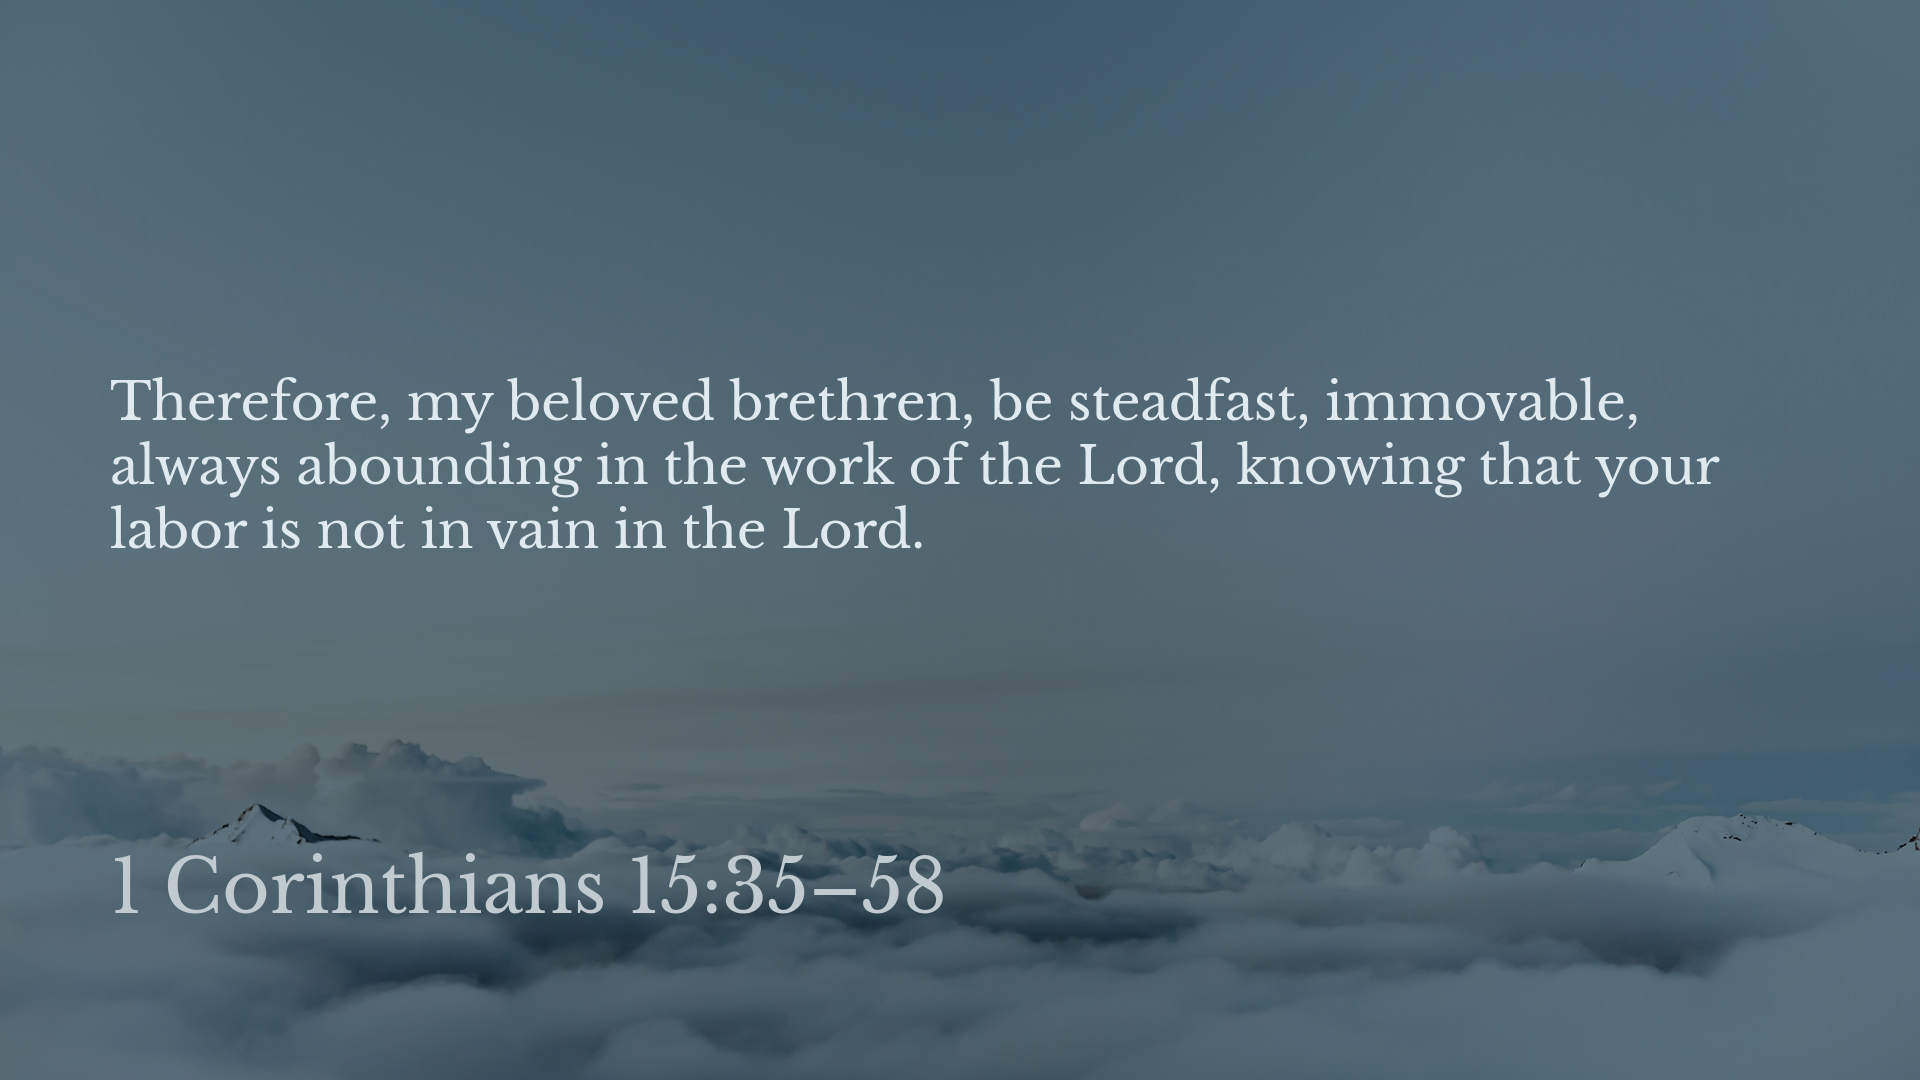 Therefore, my beloved brethren, be steadfast, immovable,
always abounding in the work of the Lord, knowing that your
labor is not in vain in the Lord.
1 Corinthians 15:35–58